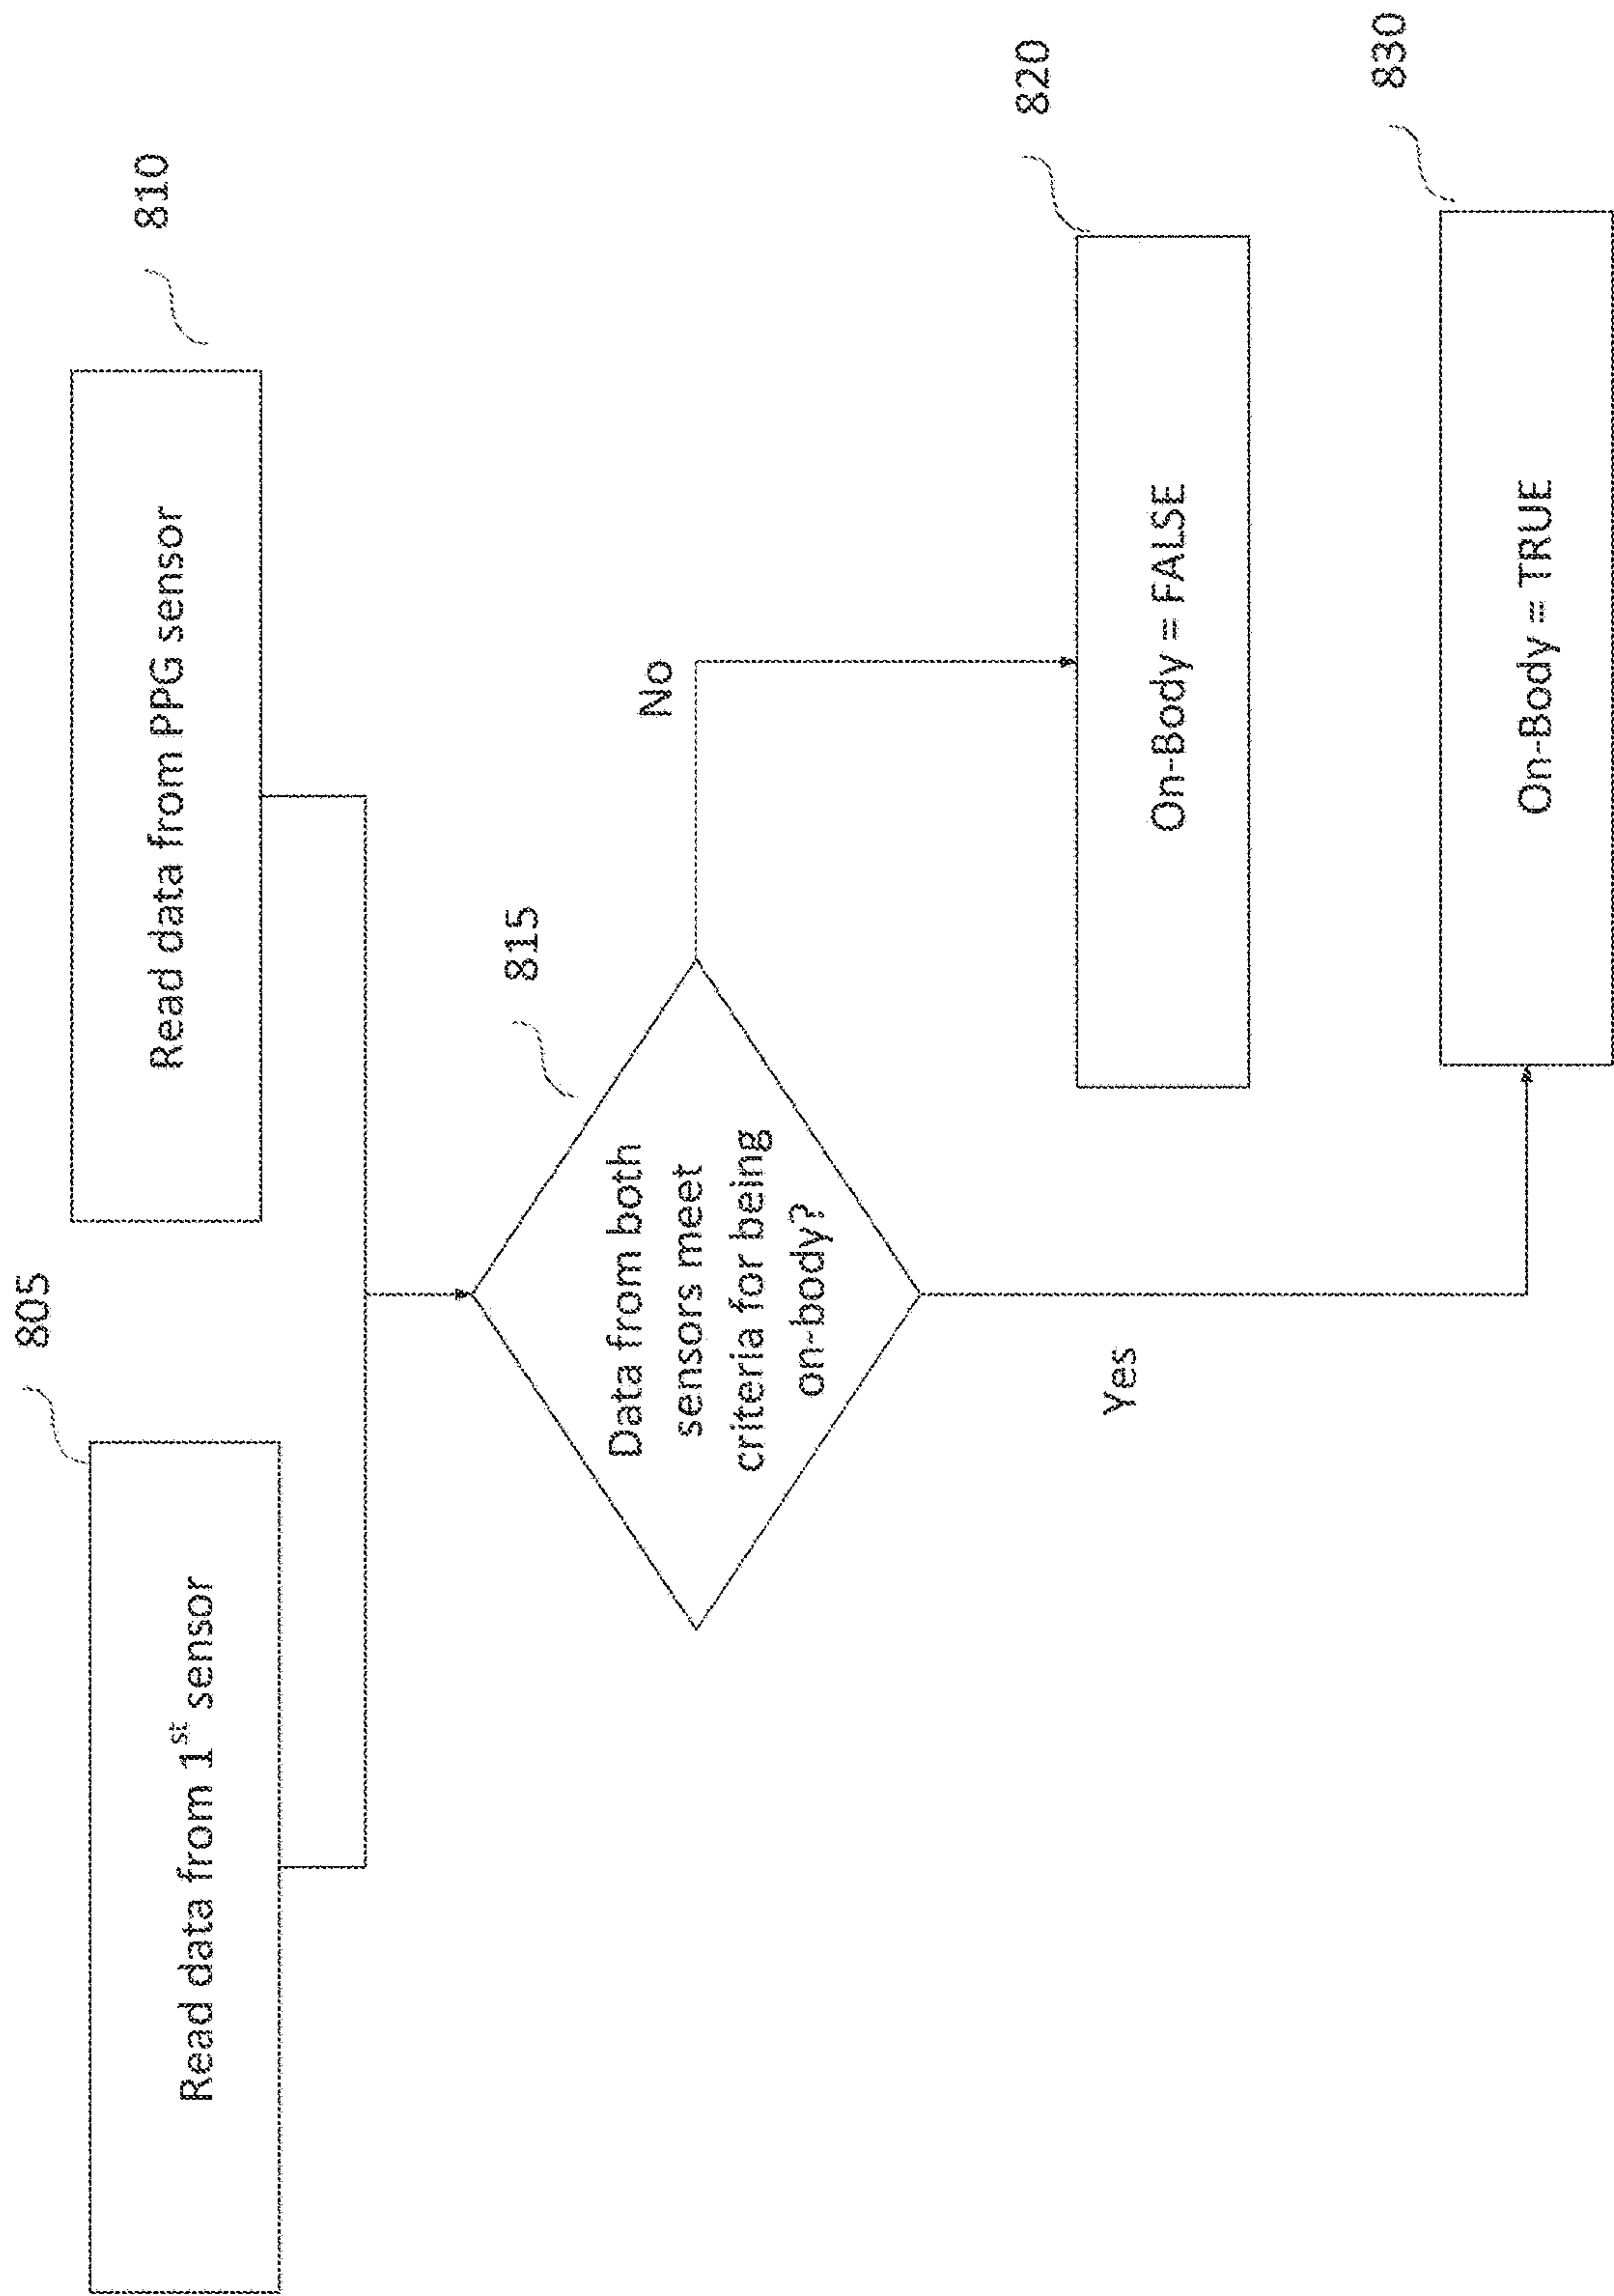 805
Read data from 1st sensor
810
Read data from PPG sensor
815
Data from both
sensors meet
criteria for being
on-body?
No
Yes
820
On-Body = FALSE
830
On-Body = TRUE